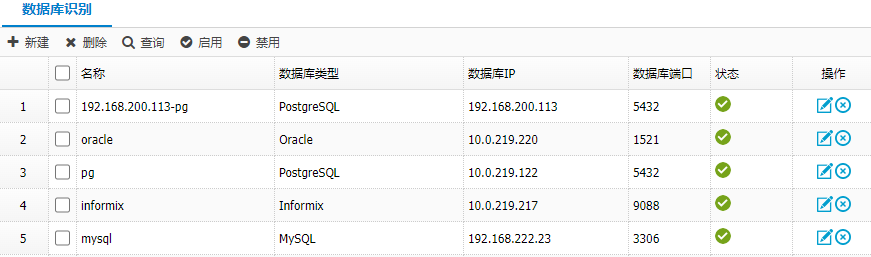 数据库识别
新建 删除 查询 启用 禁用
名称 数据库类型 数据库IP 数据库端口 状态 操作
1 192.168.200.113-pg PostgreSQL 192.168.200.113 5432
2 oracle Oracle 10.0.219.220 1521
3 pg PostgreSQL 10.0.219.122 5432
4 informix Informix 10.0.219.217 9088
5 mysql MySQL 192.168.222.23 3306